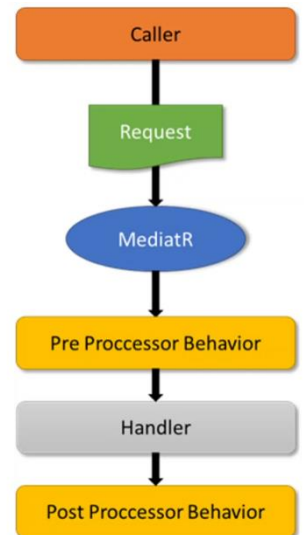 Caller
Request
MediatR
Pre Proccessor Behavior
Handler
Post Proccessor Behavior